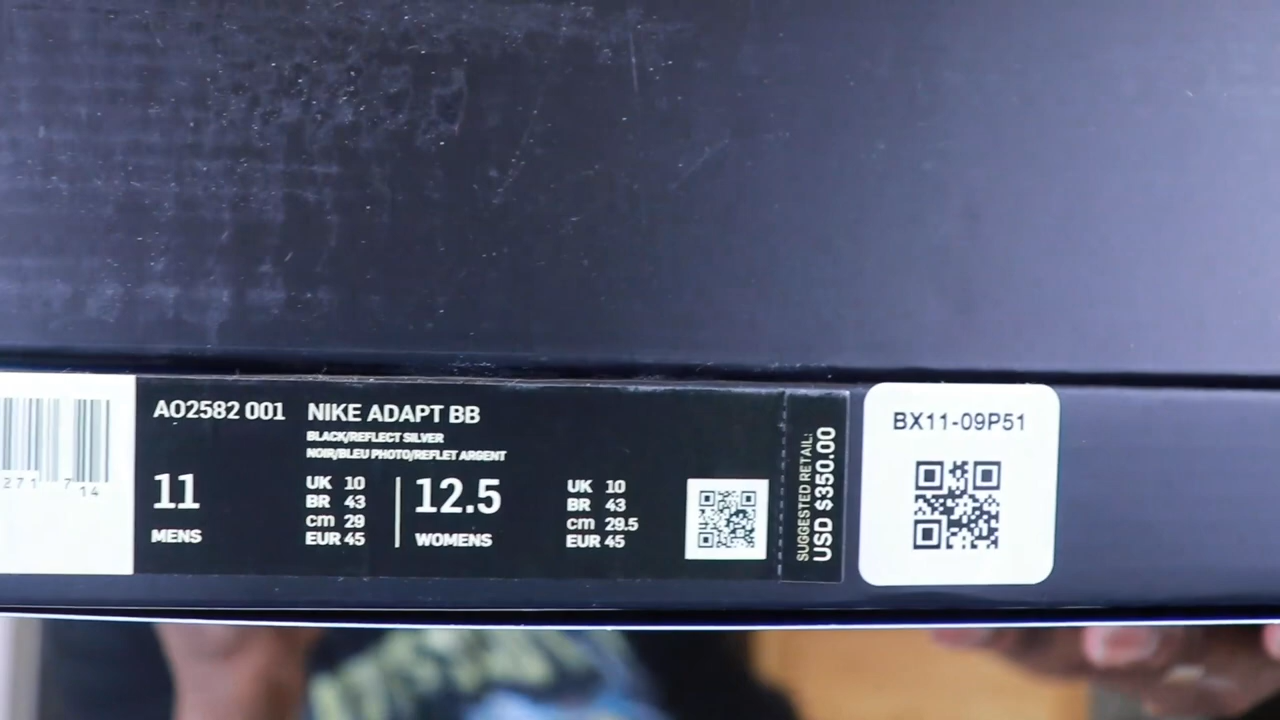 271 7 14
AO2582 001
NIKE ADAPT BB
BLACK/REFLECT SILVER
NOIR/BLEU PHOTO/REFLET ARGENT
11
MENS
UK 10
BR 43
cm 29
EUR 45
12.5
WOMENS
UK 10
BR 43
cm 29.5
EUR 45
SUGGESTED RETAIL:
USD $350.00
BX11-09P51